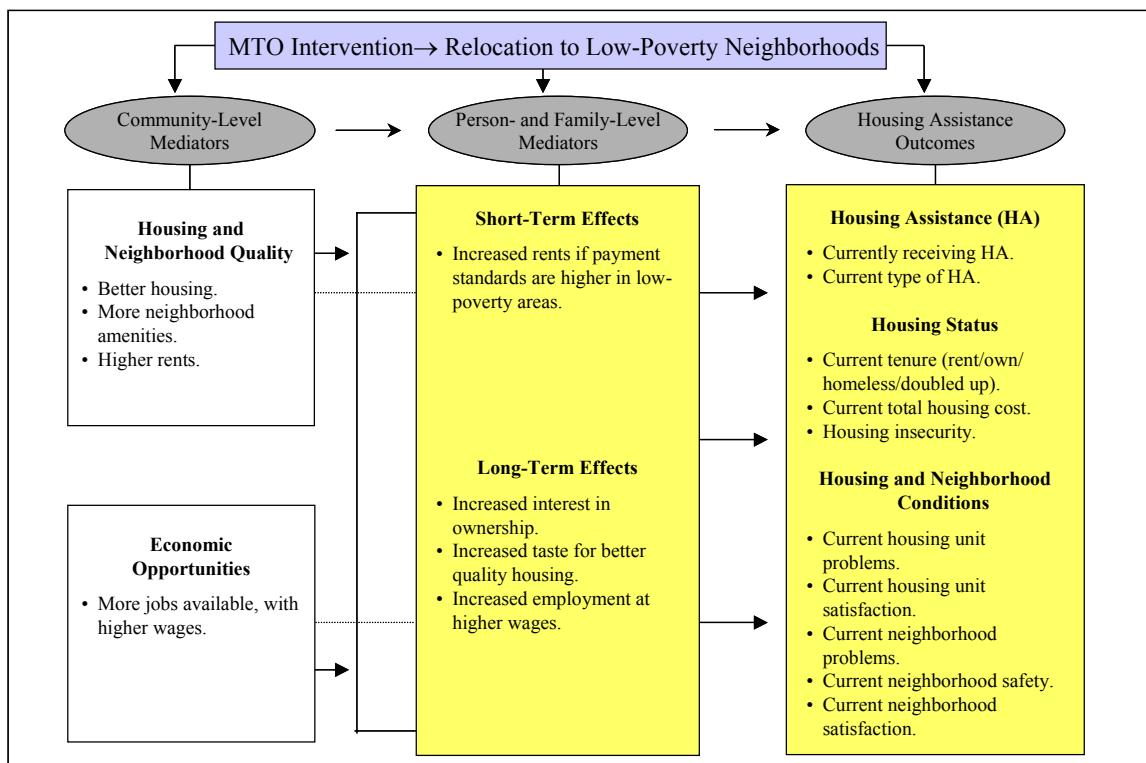 MTO Intervention→ Relocation to Low-Poverty Neighborhoods
Community-Level
Mediators
Person- and Family-Level
Mediators
Housing Assistance
Outcomes
Housing and
Neighborhood Quality
• Better housing.
• More neighborhood
amenities.
• Higher rents.
Economic
Opportunities
• More jobs available, with
higher wages.
Short-Term Effects
• Increased rents if payment
standards are higher in low-
poverty areas.
Long-Term Effects
• Increased interest in
ownership.
• Increased taste for better
quality housing.
• Increased employment at
higher wages.
Housing Assistance (HA)
• Currently receiving HA.
• Current type of HA.
Housing Status
• Current tenure (rent/own/
homeless/doubled up).
• Current total housing cost.
• Housing insecurity.
Housing and Neighborhood
Conditions
• Current housing unit
problems.
• Current housing unit
satisfaction.
• Current neighborhood
problems.
• Current neighborhood safety.
• Current neighborhood
satisfaction.